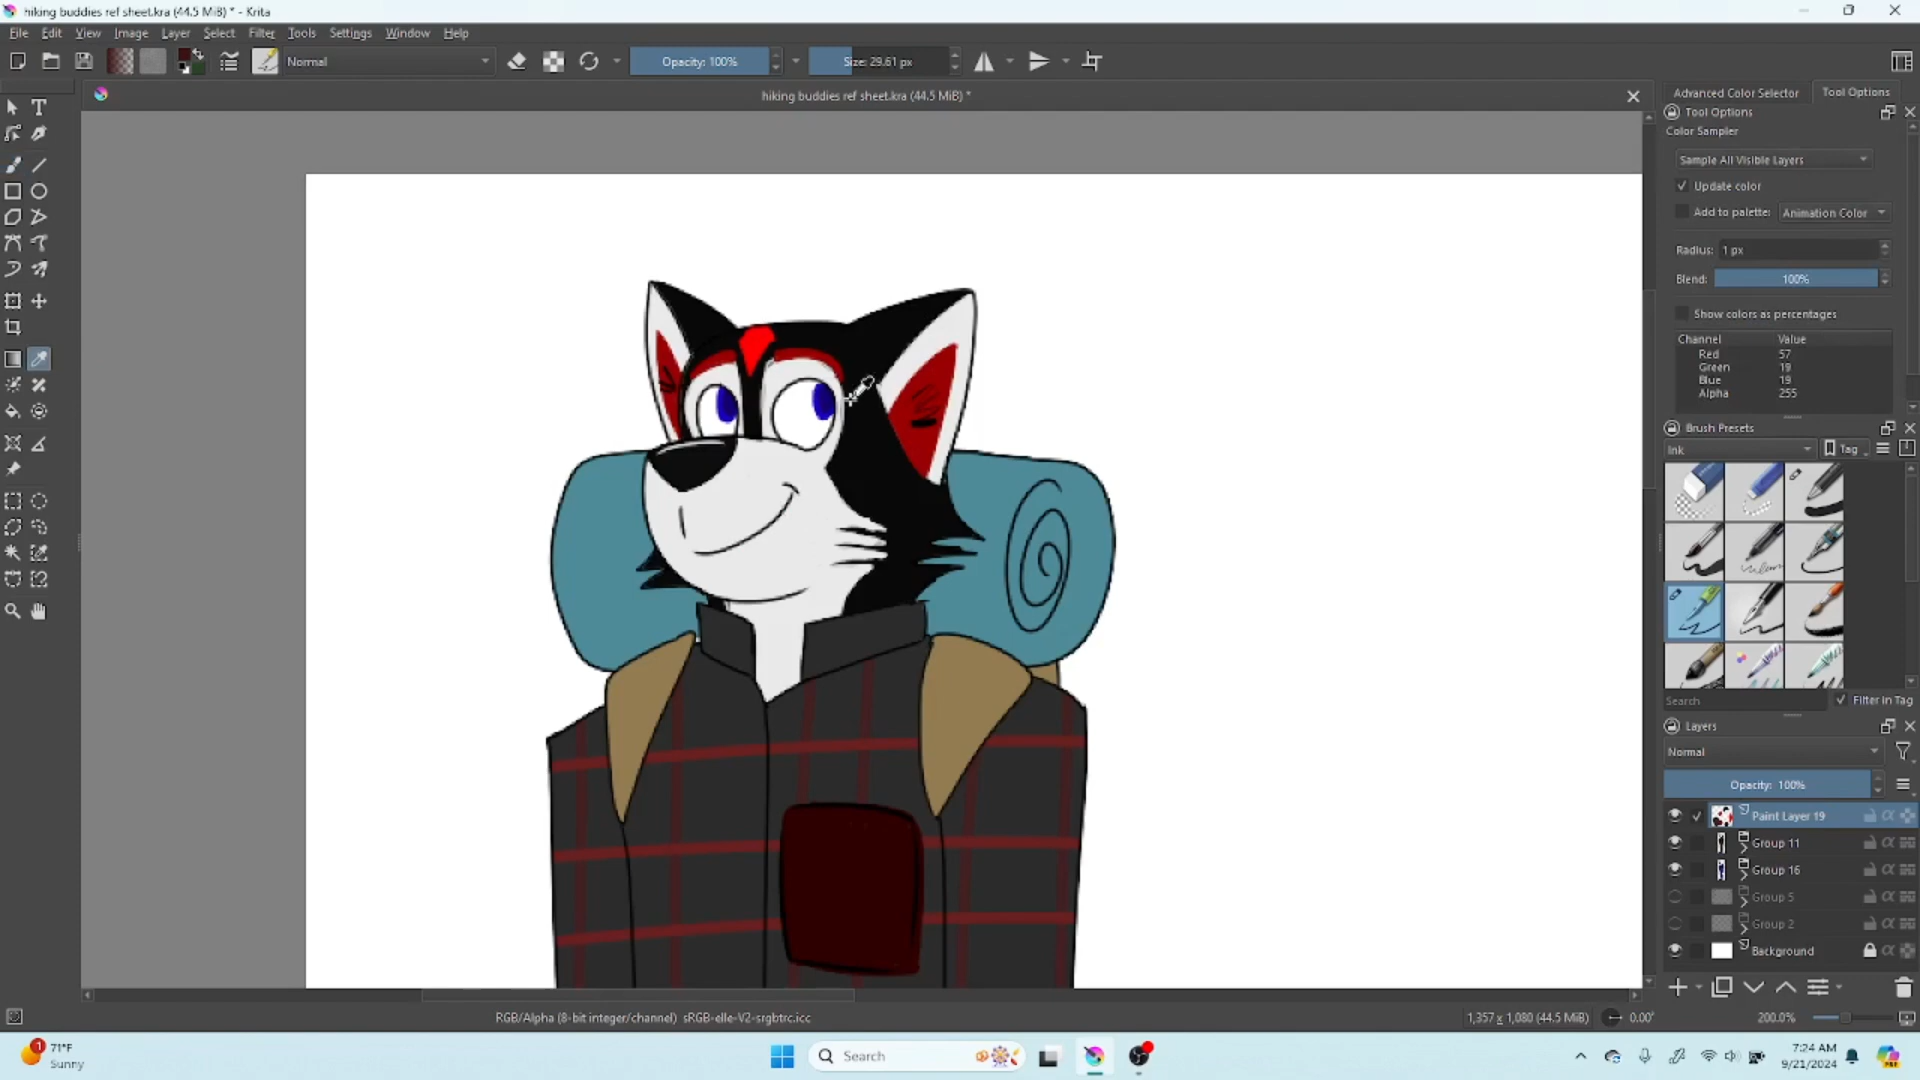 hiking buddies ref sheet.kra (44.5 MiB) * - Krita
File Edit View Image Layer Select Filter Tools Settings Window Help
Normal Opacity: 100% Size: 29.61 px
hiking buddies ref sheet.kra (44.5 MiB) *
Advanced Color Selector Tool Options
Tool Options
Color Sampler
Sample All Visible Layers
Update color
Add to palette: Animation Color
Radius: 1 px
Blend: 100%
Show colors as percentages
Channel Value
Red 57
Green 19
Blue 19
Alpha 255
Brush Presets
Ink Tag
Search Filter in Tag
Layers
Normal
Opacity: 100%
Paint Layer 19
Group 11
Group 16
Group 5
Group 2
Background
RGB/Alpha (8-bit integer/channel) sRGB-elle-V2-srgbtrc.icc 1,357 x 1,080 (44.5 MiB) 0.00° 200.0%
1 71°F
Sunny
Search
7:24 AM
9/21/2024